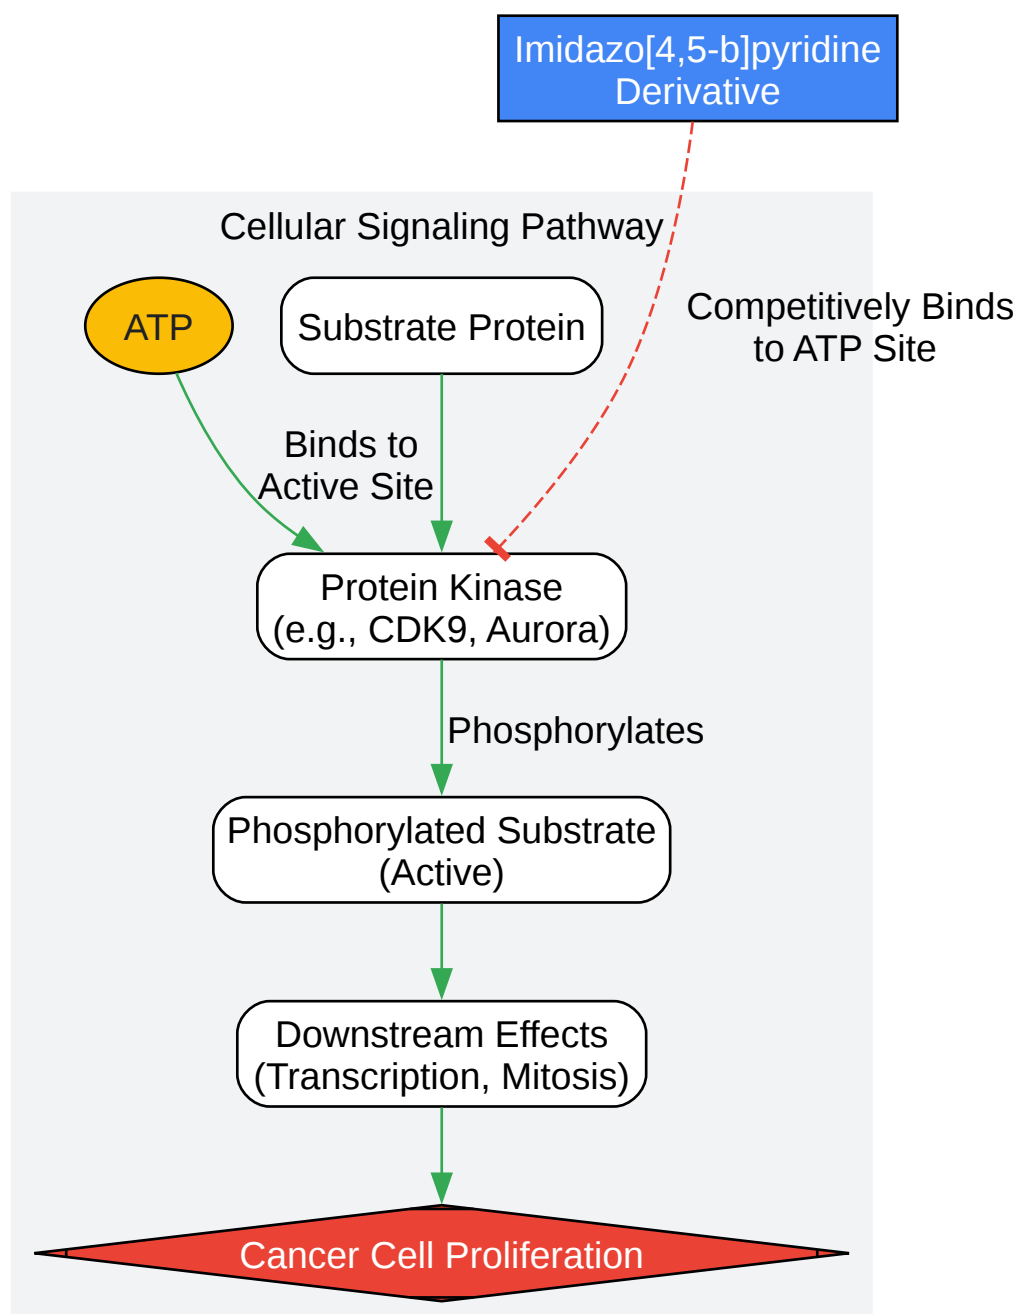 Imidazo[4,5-b]pyridine
Derivative
Cellular Signaling Pathway
ATP
Substrate Protein
Competitively Binds
to ATP Site
Binds to
Active Site
Protein Kinase
(e.g., CDK9, Aurora)
Phosphorylates
Phosphorylated Substrate
(Active)
Downstream Effects
(Transcription, Mitosis)
Cancer Cell Proliferation